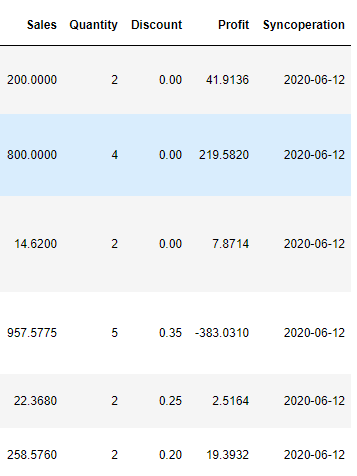 Sales Quantity Discount Profit Syncoperation
200.0000 2 0.00 41.9136 2020-06-12
800.0000 4 0.00 219.5820 2020-06-12
14.6200 2 0.00 7.8714 2020-06-12
957.5775 5 0.35 -383.0310 2020-06-12
22.3680 2 0.25 2.5164 2020-06-12
258.5760 2 0.20 19.3932 2020-06-12